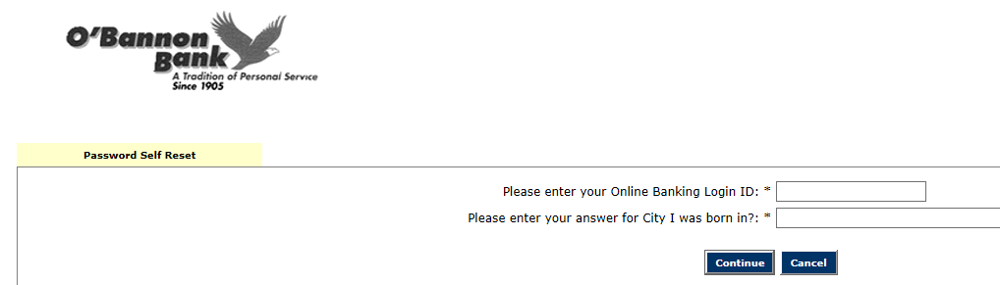 O'Bannon
Bank
A Tradition of Personal Service
Since 1905
Password Self Reset
Please enter your Online Banking Login ID: *
Please enter your answer for City I was born in?: *
Continue Cancel